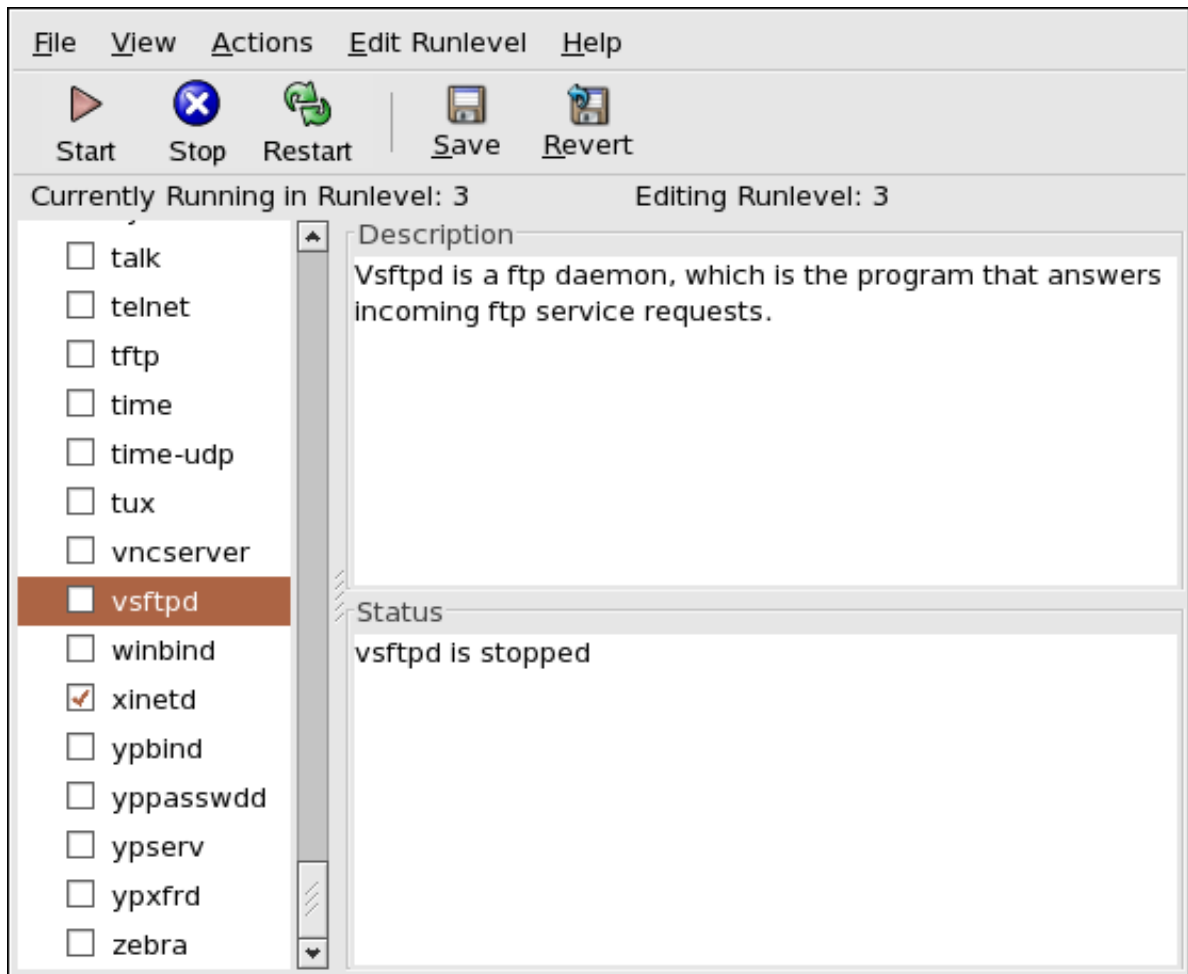 File View Actions Edit Runlevel Help
Start Stop Restart Save Revert
Currently Running in Runlevel: 3 Editing Runlevel: 3
talk
telnet
tftp
time
time-udp
tux
vncserver
vsftpd
winbind
xinetd
ypbind
yppasswdd
ypserv
ypxfrd
zebra
Description
Vsftpd is a ftp daemon, which is the program that answers
incoming ftp service requests.
Status
vsftpd is stopped